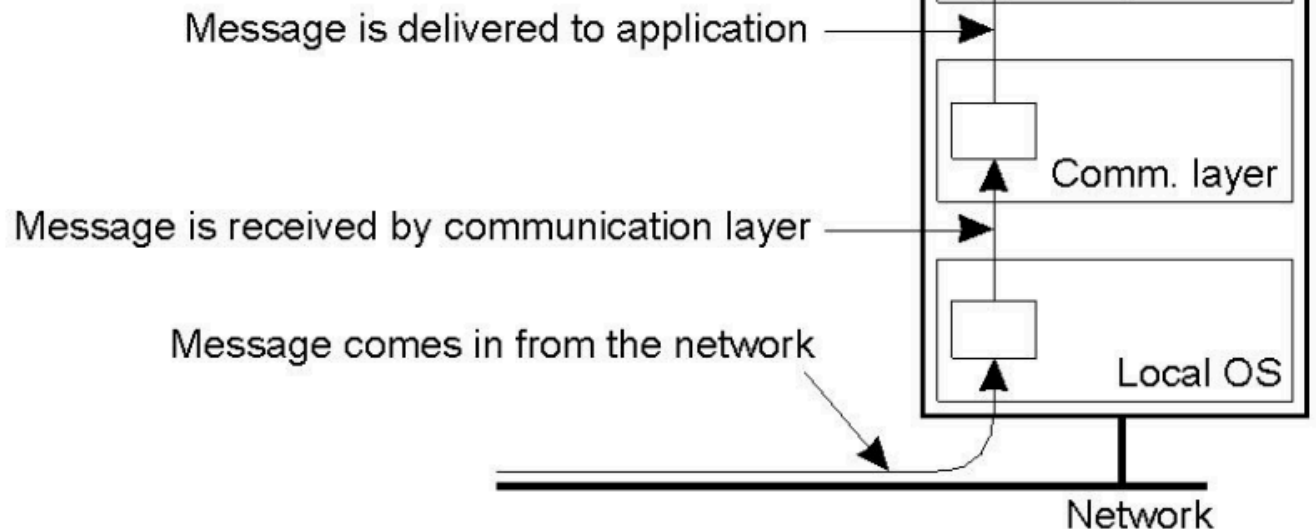 Message is delivered to application
Comm. layer
Message is received by communication layer
Message comes in from the network
Local OS
Network